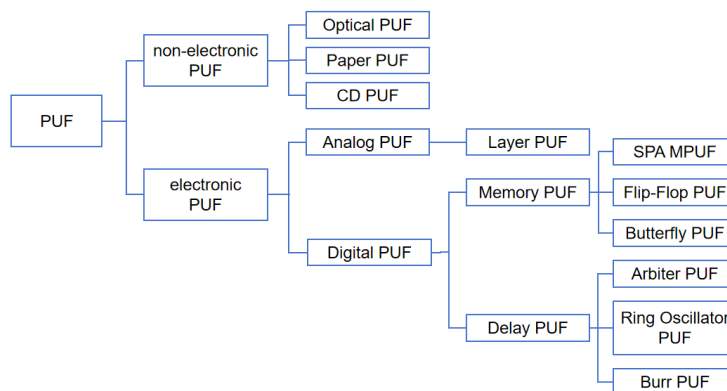 Optical PUF
non-electronic
PUF
Paper PUF
CD PUF
PUF
Analog PUF
Layer PUF
SPA MPUF
electronic
PUF
Memory PUF
Flip-Flop PUF
Butterfly PUF
Digital PUF
Arbiter PUF
Delay PUF
Ring Oscillator
PUF
Burr PUF